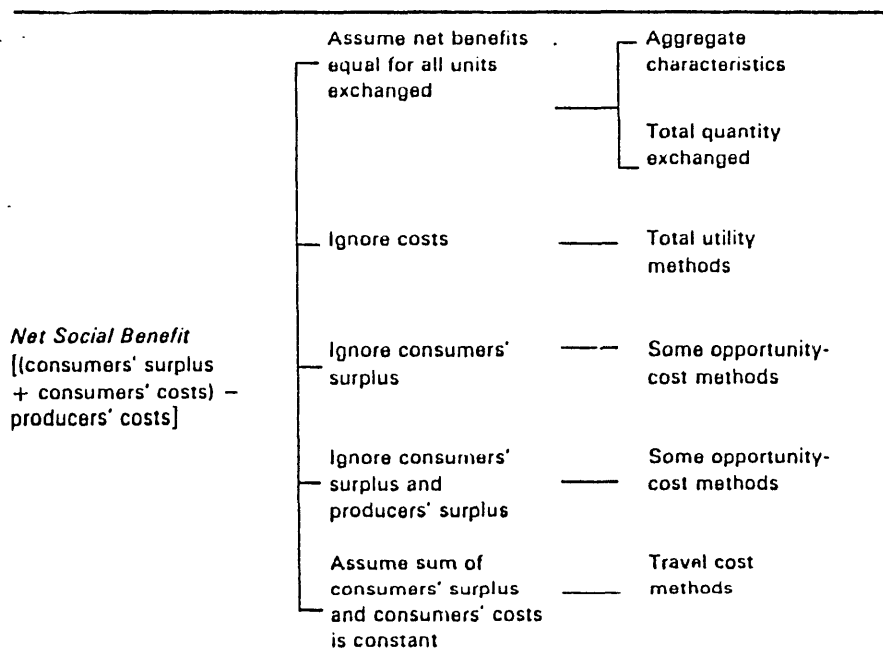 Assume net benefits
equal for all units
exchanged
Aggregate
characteristics
Total quantity
exchanged
Ignore costs
Total utility
methods
Net Social Benefit
[(consumers' surplus
+ consumers' costs) –
producers' costs]
Ignore consumers'
surplus
Some opportunity-
cost methods
Ignore consumers'
surplus and
producers' surplus
Some opportunity-
cost methods
Assume sum of
consumers' surplus
and consumers' costs
is constant
Travel cost
methods